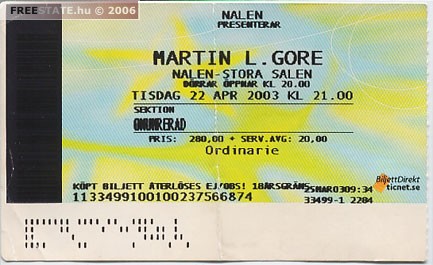 FREESTATE.hu © 2006
NALEN
PRESENTERAR
MARTIN L.GORE
NALEN-STORA SALEN
DÖRRAR ÖPPNAR KL 20.00
TISDAG 22 APR 2003 KL 21.00
SEKTION
ONUMRERAD
PRIS: 280,00 + SERV.AVG: 20,00
Ordinarie
BiljettDirekt
ticnet.se
KÖPT BILJETT ÅTERLÖSES EJ/OBS! 18ÅRSGRÄNS
25MAR0309:34
1133499100100237566874
33499-1 2204